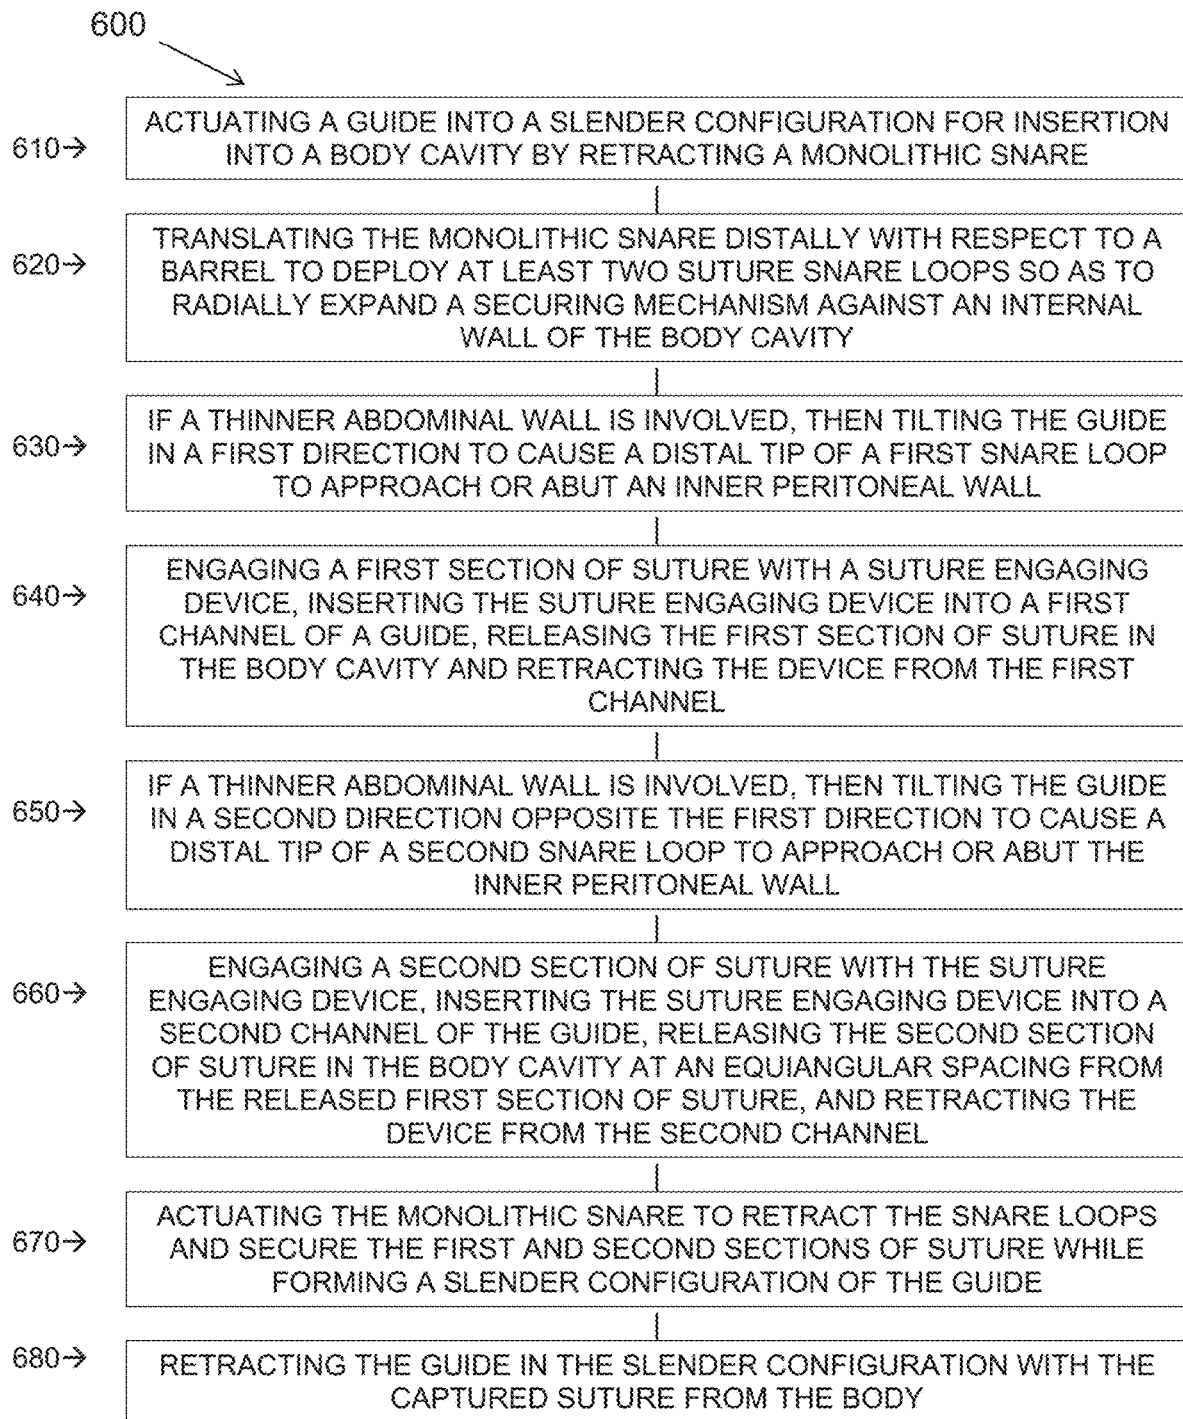 600
610→
ACTUATING A GUIDE INTO A SLENDER CONFIGURATION FOR INSERTION
INTO A BODY CAVITY BY RETRACTING A MONOLITHIC SNARE
620→
TRANSLATING THE MONOLITHIC SNARE DISTALLY WITH RESPECT TO A
BARREL TO DEPLOY AT LEAST TWO SUTURE SNARE LOOPS SO AS TO
RADIALLY EXPAND A SECURING MECHANISM AGAINST AN INTERNAL
WALL OF THE BODY CAVITY
630→
IF A THINNER ABDOMINAL WALL IS INVOLVED, THEN TILTING THE GUIDE
IN A FIRST DIRECTION TO CAUSE A DISTAL TIP OF A FIRST SNARE LOOP
TO APPROACH OR ABUT AN INNER PERITONEAL WALL
640→
ENGAGING A FIRST SECTION OF SUTURE WITH A SUTURE ENGAGING
DEVICE, INSERTING THE SUTURE ENGAGING DEVICE INTO A FIRST
CHANNEL OF A GUIDE, RELEASING THE FIRST SECTION OF SUTURE IN
THE BODY CAVITY AND RETRACTING THE DEVICE FROM THE FIRST
CHANNEL
650→
IF A THINNER ABDOMINAL WALL IS INVOLVED, THEN TILTING THE GUIDE
IN A SECOND DIRECTION OPPOSITE THE FIRST DIRECTION TO CAUSE A
DISTAL TIP OF A SECOND SNARE LOOP TO APPROACH OR ABUT THE
INNER PERITONEAL WALL
660→
ENGAGING A SECOND SECTION OF SUTURE WITH THE SUTURE
ENGAGING DEVICE, INSERTING THE SUTURE ENGAGING DEVICE INTO A
SECOND CHANNEL OF THE GUIDE, RELEASING THE SECOND SECTION
OF SUTURE IN THE BODY CAVITY AT AN EQUIANGULAR SPACING FROM
THE RELEASED FIRST SECTION OF SUTURE, AND RETRACTING THE
DEVICE FROM THE SECOND CHANNEL
670→
ACTUATING THE MONOLITHIC SNARE TO RETRACT THE SNARE LOOPS
AND SECURE THE FIRST AND SECOND SECTIONS OF SUTURE WHILE
FORMING A SLENDER CONFIGURATION OF THE GUIDE
680→
RETRACTING THE GUIDE IN THE SLENDER CONFIGURATION WITH THE
CAPTURED SUTURE FROM THE BODY